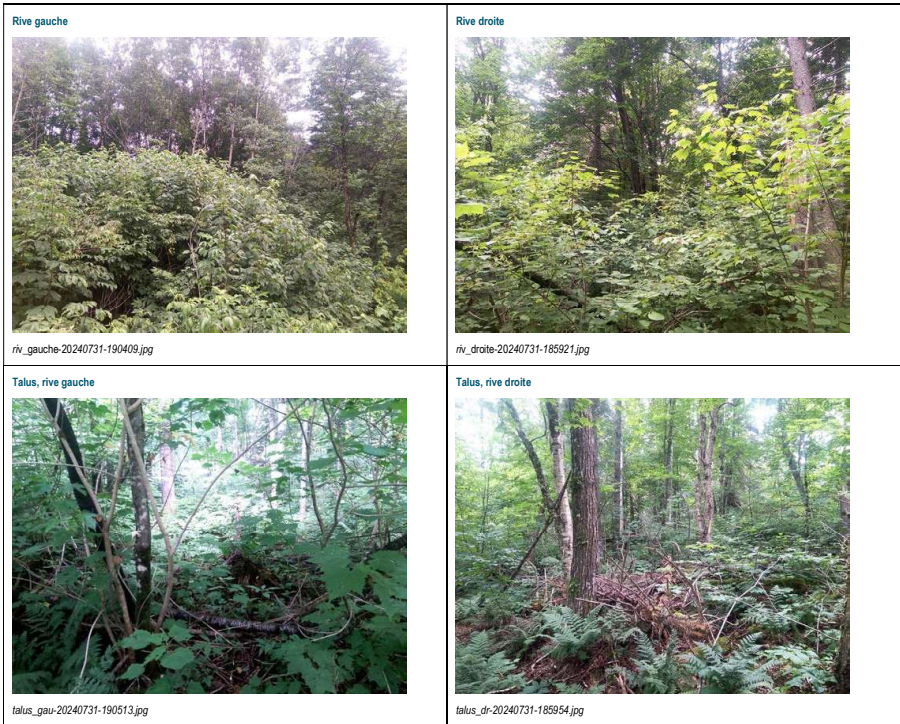 Rive gauche
Rive droite
riv_gauche-20240731-190409.jpg
riv_droite-20240731-185921.jpg
Talus, rive gauche
Talus, rive droite
talus_gau-20240731-190513.jpg
talus_dr-20240731-185954.jpg